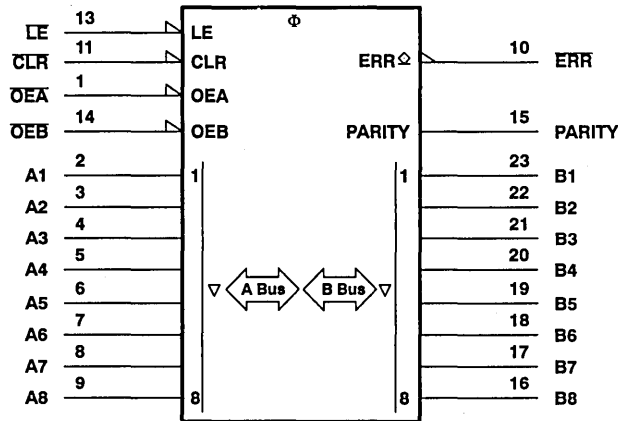 Φ
LE 13 LE
CLR 11 CLR ERR 10 ERR
OEA 1 OEA
OEB 14 OEB PARITY 15 PARITY
A1 2 1 1 23 B1
A2 3 22 B2
A3 4 21 B3
A4 5 20 B4
A Bus B Bus
A5 6 19 B5
A6 7 18 B6
A7 8 17 B7
A8 9 8 8 16 B8